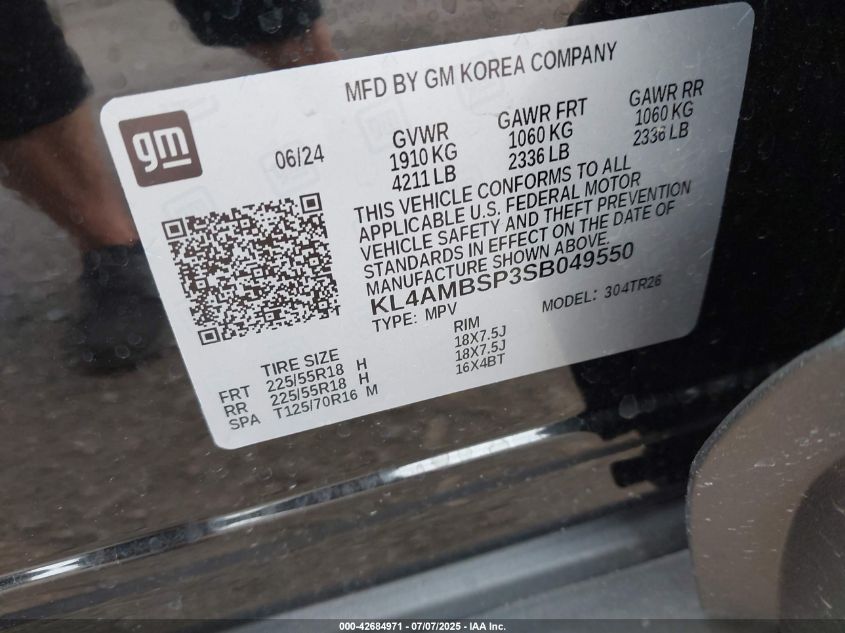 MFD BY GM KOREA COMPANY
gm
06/24
GVWR
1910 KG
4211 LB
GAWR FRT
1060 KG
2336 LB
GAWR RR
1060 KG
2336 LB
THIS VEHICLE CONFORMS TO ALL
APPLICABLE U.S. FEDERAL MOTOR
VEHICLE SAFETY AND THEFT PREVENTION
STANDARDS IN EFFECT ON THE DATE OF
MANUFACTURE SHOWN ABOVE.
KL4AMBSP3SB049550
TYPE: MPV MODEL: 304TR26
TIRE SIZE RIM
FRT 225/55R18 H 18X7.5J
RR 225/55R18 H 18X7.5J
SPA T125/70R16 M 16X4BT
000-42684971 / 07/07/2025 - IAA Inc.